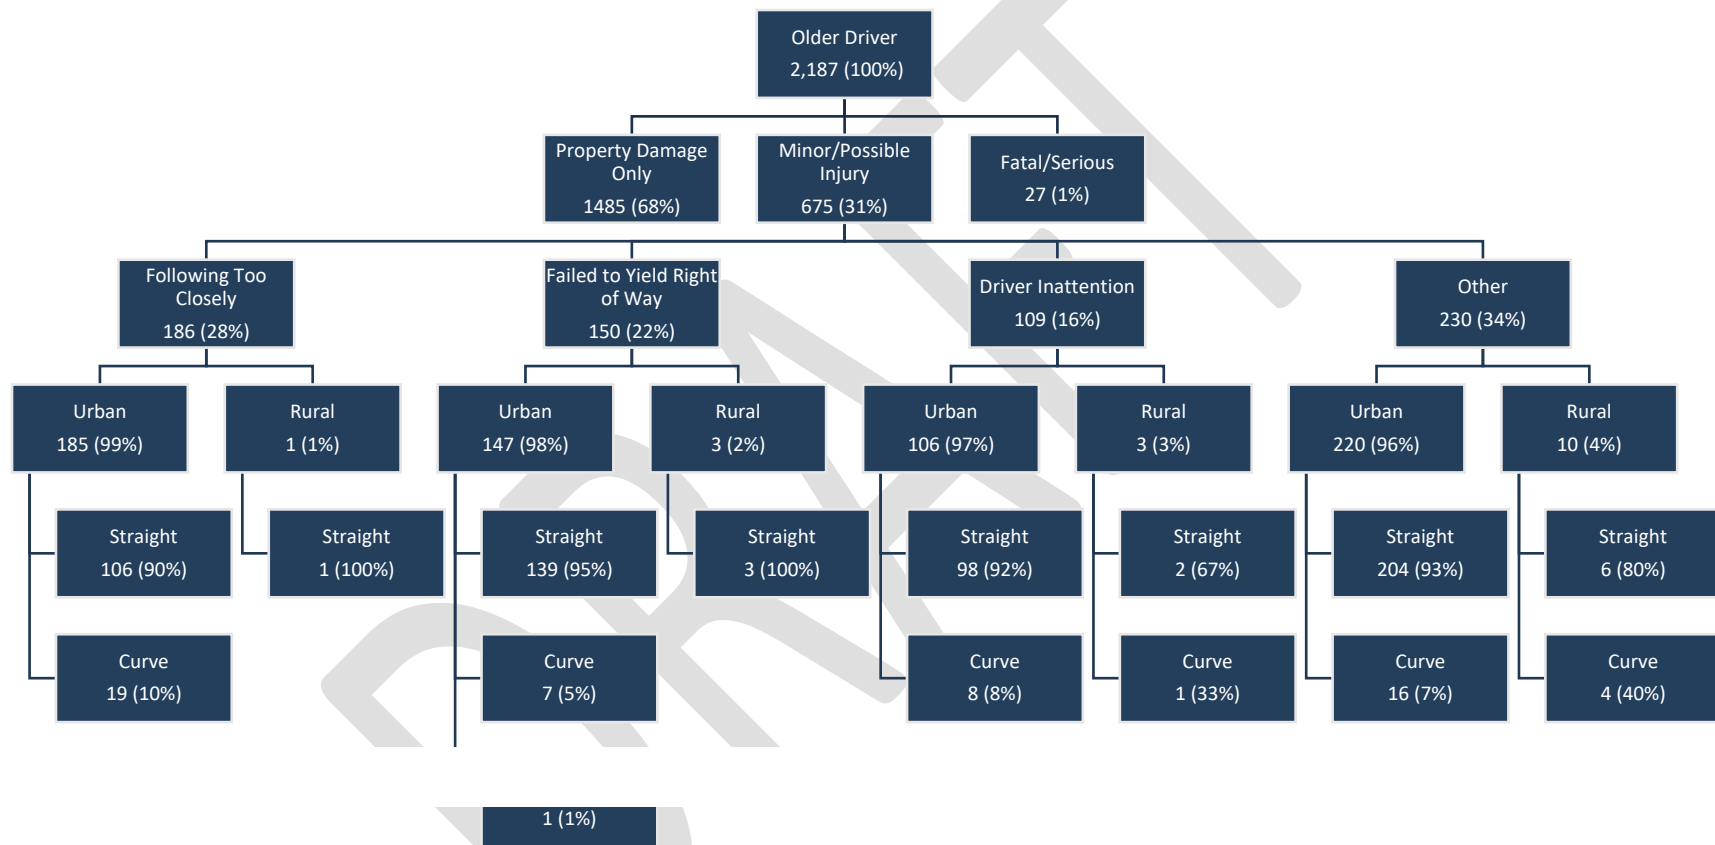 Older Driver
2,187 (100%)
Property Damage
Only
1485 (68%)
Minor/Possible
Injury
675 (31%)
Fatal/Serious
27 (1%)
Following Too
Closely
186 (28%)
Failed to Yield Right
of Way
150 (22%)
Driver Inattention
109 (16%)
Other
230 (34%)
Urban
185 (99%)
Rural
1 (1%)
Urban
147 (98%)
Rural
3 (2%)
Urban
106 (97%)
Rural
3 (3%)
Urban
220 (96%)
Rural
10 (4%)
Straight
106 (90%)
Straight
1 (100%)
Straight
139 (95%)
Straight
3 (100%)
Straight
98 (92%)
Straight
2 (67%)
Straight
204 (93%)
Straight
6 (80%)
Curve
19 (10%)
Curve
7 (5%)
Curve
8 (8%)
Curve
1 (33%)
Curve
16 (7%)
Curve
4 (40%)
1 (1%)
DRAFT